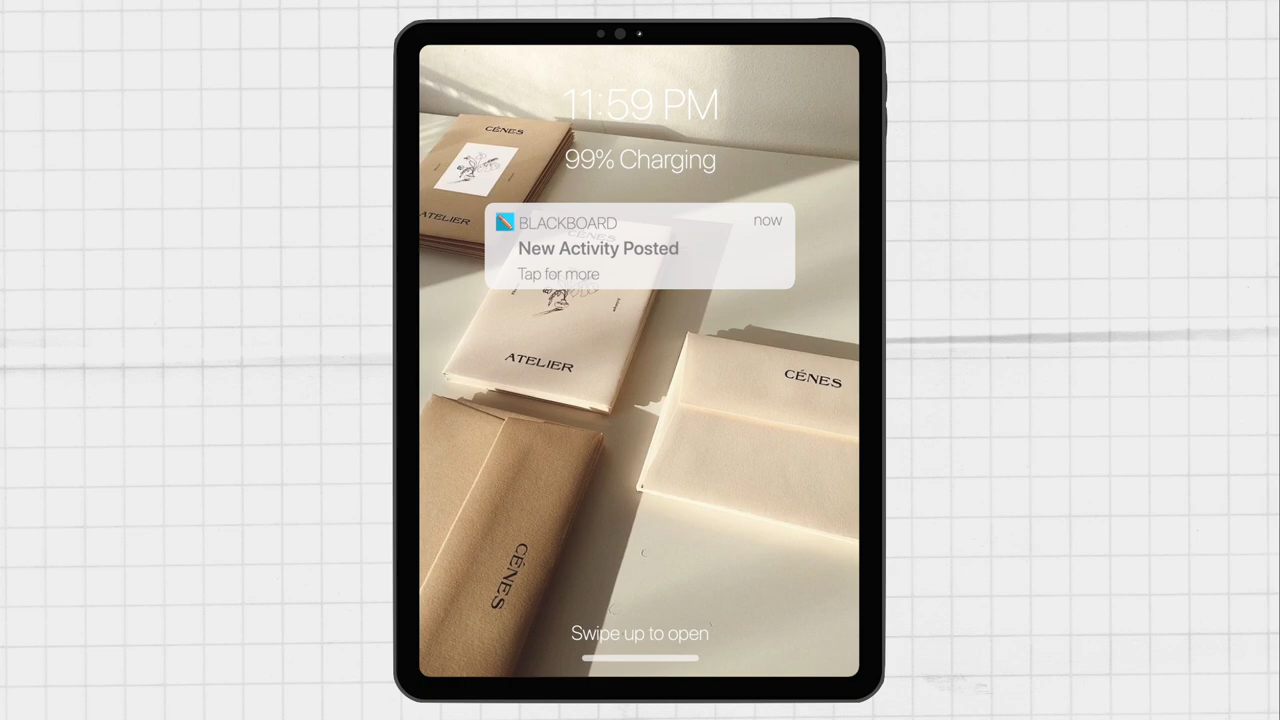 11:59 PM
99% Charging
CÉNES
ATELIER
BLACKBOARD
now
New Activity Posted
Tap for more
CÉNES
ATELIER
CÉNES
CÉNES
Swipe up to open